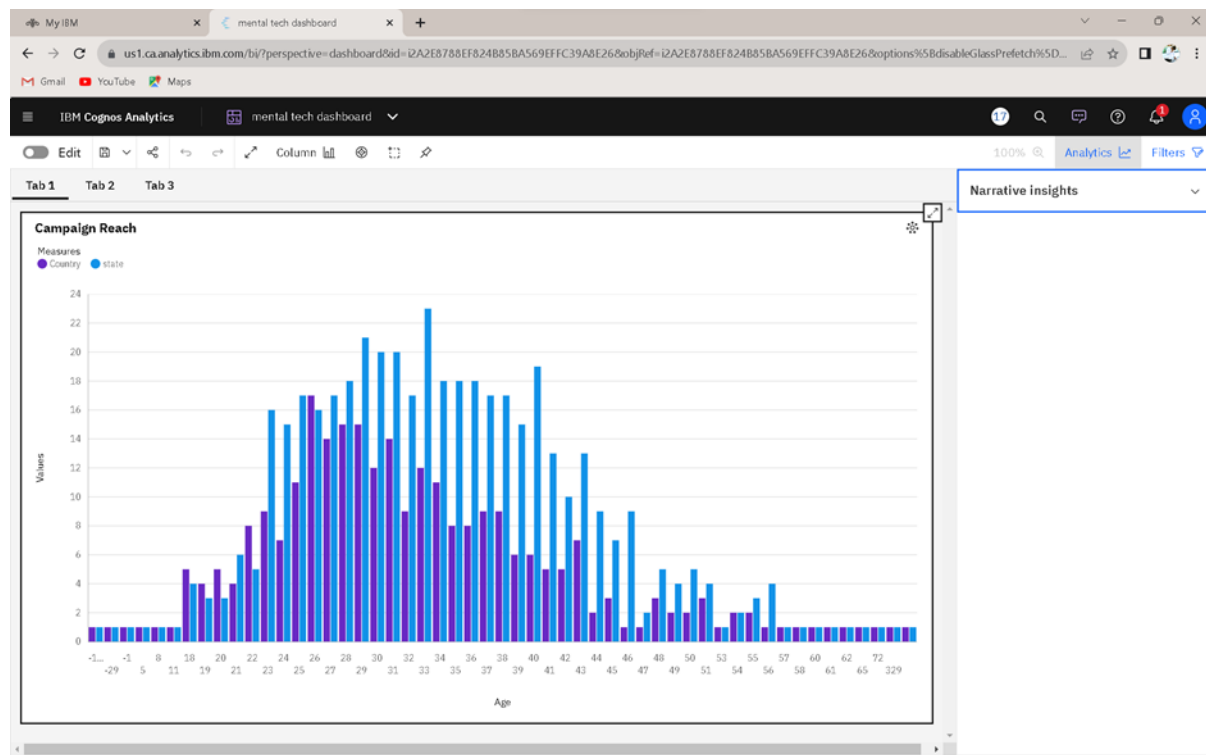 My IBM
mental tech dashboard
us1.ca.analytics.ibm.com/bi/?perspective=dashboard&id=i2A2E8788EF824B85BA569EFFC39A8E26&objRef=i2A2E8788EF824B85BA569EFFC39A8E26&options%5BdisableGlassPrefetch%5D...
Gmail YouTube Maps
IBM Cognos Analytics mental tech dashboard 17 1
Edit Column 100% Analytics Filters
Tab 1 Tab 2 Tab 3
Narrative insights
Campaign Reach
Measures
Country state
24
22
20
18
16
14
12
10
8
6
4
2
0
Values
-1... -1 8 18 20 22 24 26 28 30 32 34 36 38 40 42 44 46 48 50 53 55 57 60 62 72
-29 5 11 19 21 23 25 27 29 31 33 35 37 39 41 43 45 47 49 51 54 56 58 61 65 329
Age